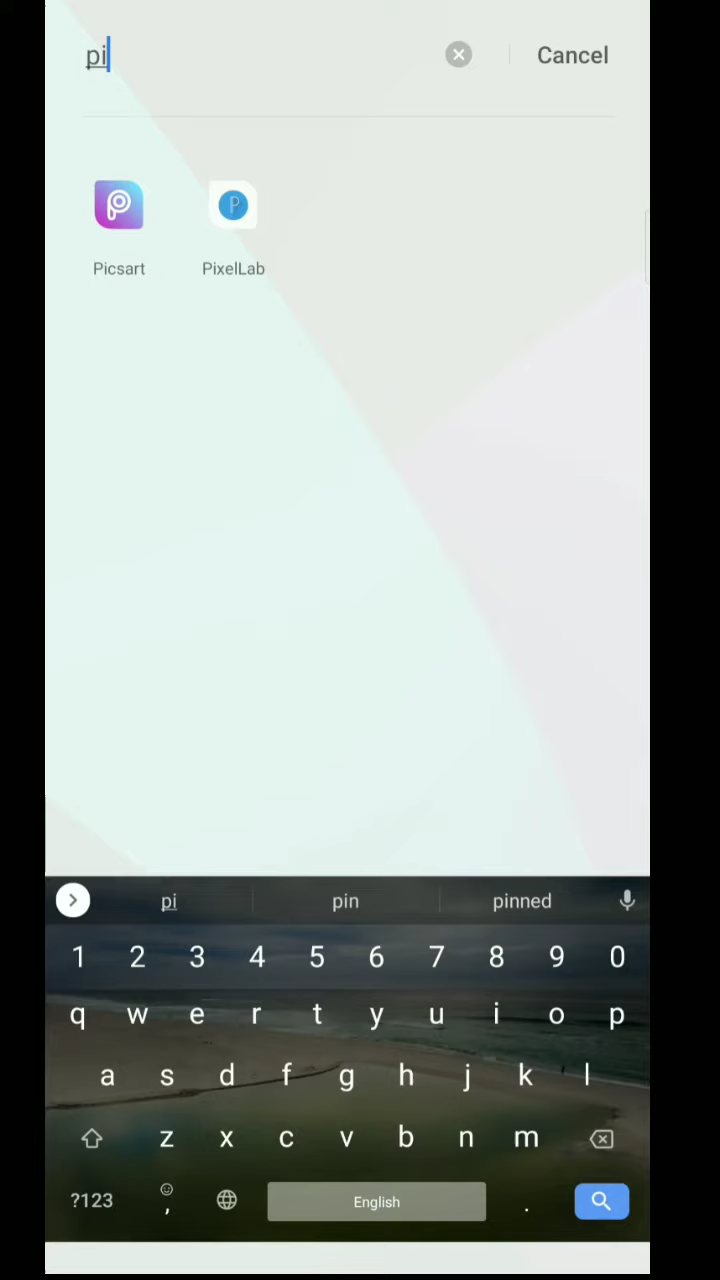 pi
Cancel
Picsart
PixelLab
pi pin pinned
1 2 3 4 5 6 7 8 9 0
q w e r t y u i o p
a s d f g h j k l
z x c v b n m
?123 , English .